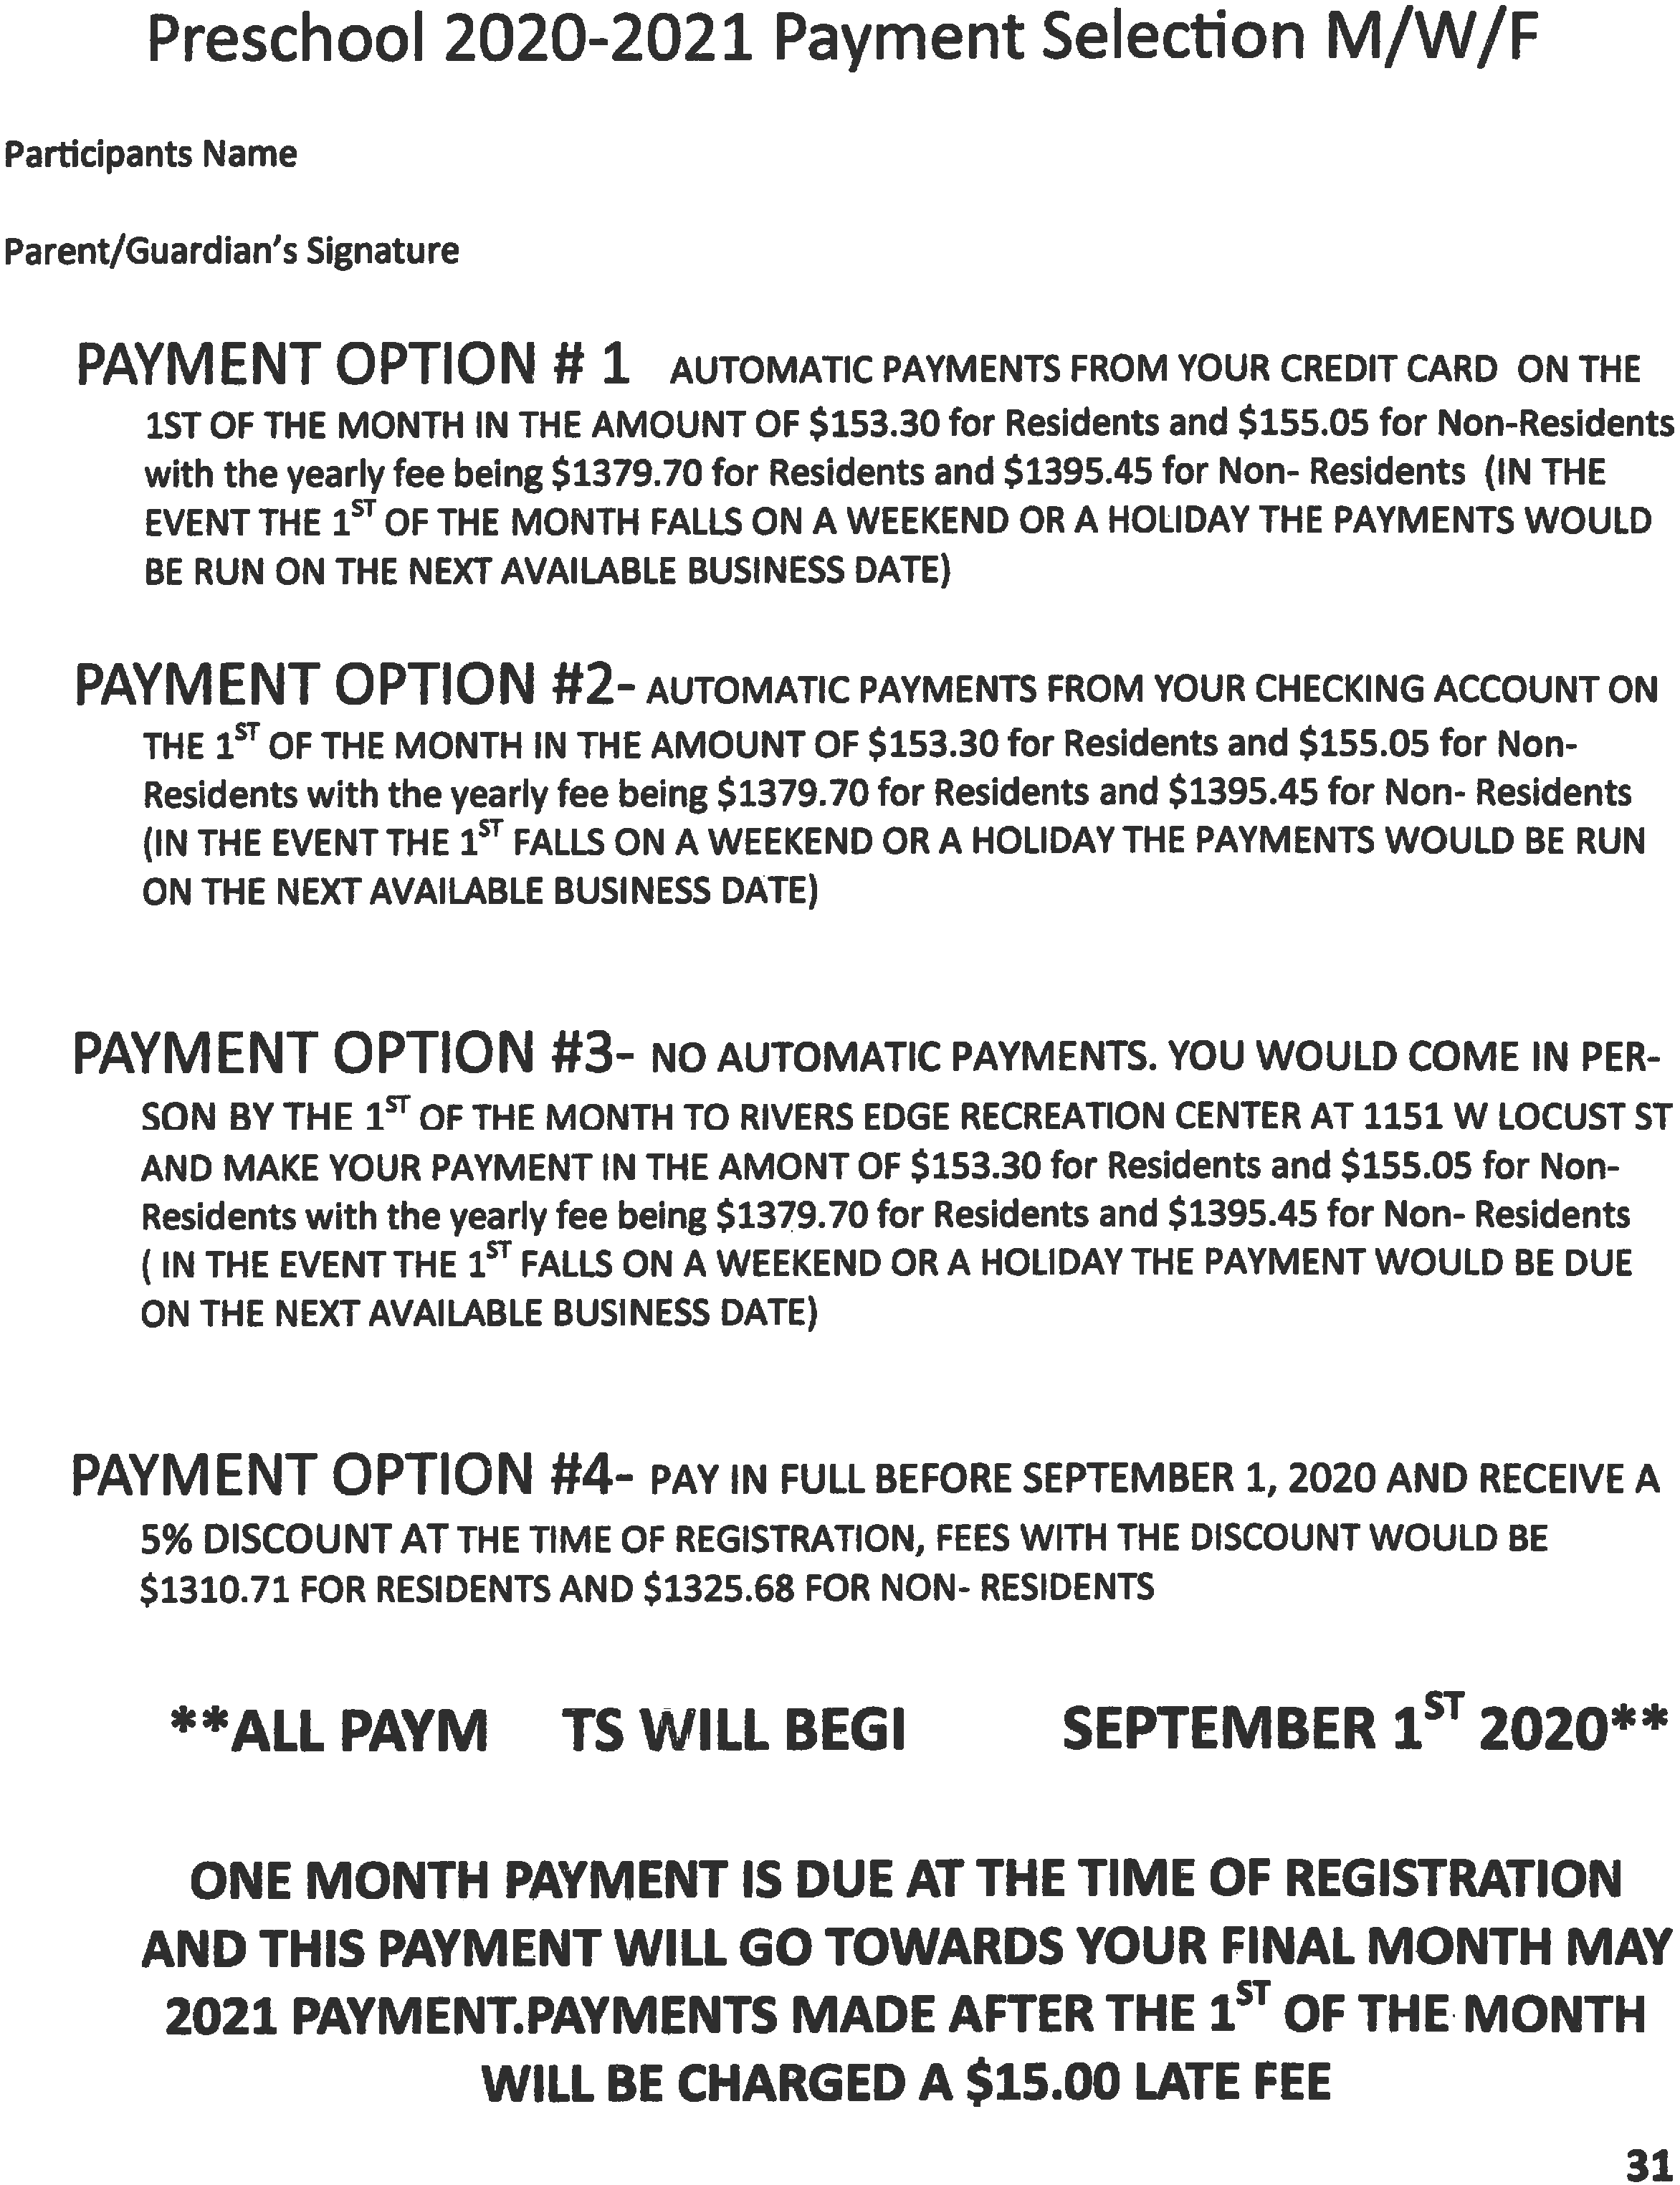 Preschool 2020-2021 Payment Selection M/W/F
Participants Name
Parent/Guardian's Signature
PAYMENT OPTION # 1 AUTOMATIC PAYMENTS FROM YOUR CREDIT CARD ON THE
1ST OF THE MONTH IN THE AMOUNT OF $153.30 for Residents and $155.05 for Non-Residents
with the yearly fee being $1379.70 for Residents and $1395.45 for Non- Residents (IN THE
EVENT THE 1ST OF THE MONTH FALLS ON A WEEKEND OR A HOLIDAY THE PAYMENTS WOULD
BE RUN ON THE NEXT AVAILABLE BUSINESS DATE)
PAYMENT OPTION #2- AUTOMATIC PAYMENTS FROM YOUR CHECKING ACCOUNT ON
THE 1ST OF THE MONTH IN THE AMOUNT OF $153.30 for Residents and $155.05 for Non-
Residents with the yearly fee being $1379.70 for Residents and $1395.45 for Non- Residents
(IN THE EVENT THE 1ST FALLS ON A WEEKEND OR A HOLIDAY THE PAYMENTS WOULD BE RUN
ON THE NEXT AVAILABLE BUSINESS DATE)
PAYMENT OPTION #3- NO AUTOMATIC PAYMENTS. YOU WOULD COME IN PER-
SON BY THE 1ST OF THE MONTH TO RIVERS EDGE RECREATION CENTER AT 1151 W LOCUST ST
AND MAKE YOUR PAYMENT IN THE AMONT OF $153.30 for Residents and $155.05 for Non-
Residents with the yearly fee being $1379.70 for Residents and $1395.45 for Non- Residents
( IN THE EVENT THE 1ST FALLS ON A WEEKEND OR A HOLIDAY THE PAYMENT WOULD BE DUE
ON THE NEXT AVAILABLE BUSINESS DATE)
PAYMENT OPTION #4- PAY IN FULL BEFORE SEPTEMBER 1, 2020 AND RECEIVE A
5% DISCOUNT AT THE TIME OF REGISTRATION, FEES WITH THE DISCOUNT WOULD BE
$1310.71 FOR RESIDENTS AND $1325.68 FOR NON- RESIDENTS
**ALL PAYM TS WILL BEGI SEPTEMBER 1ST 2020**
ONE MONTH PAYMENT IS DUE AT THE TIME OF REGISTRATION
AND THIS PAYMENT WILL GO TOWARDS YOUR FINAL MONTH MAY
2021 PAYMENT.PAYMENTS MADE AFTER THE 1ST OF THE MONTH
WILL BE CHARGED A $15.00 LATE FEE
31